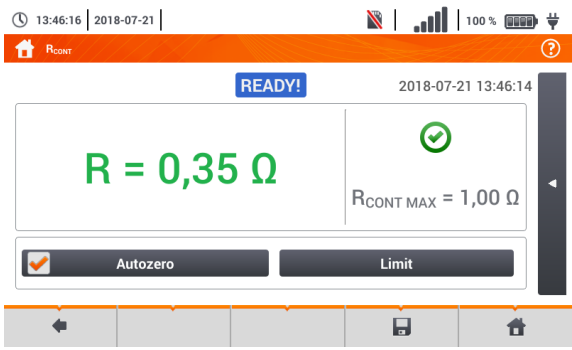 13:46:16 2018-07-21 100 %
RCONT ?
READY! 2018-07-21 13:46:14
R = 0,35 Ω
RCONT MAX = 1,00 Ω
Autozero Limit